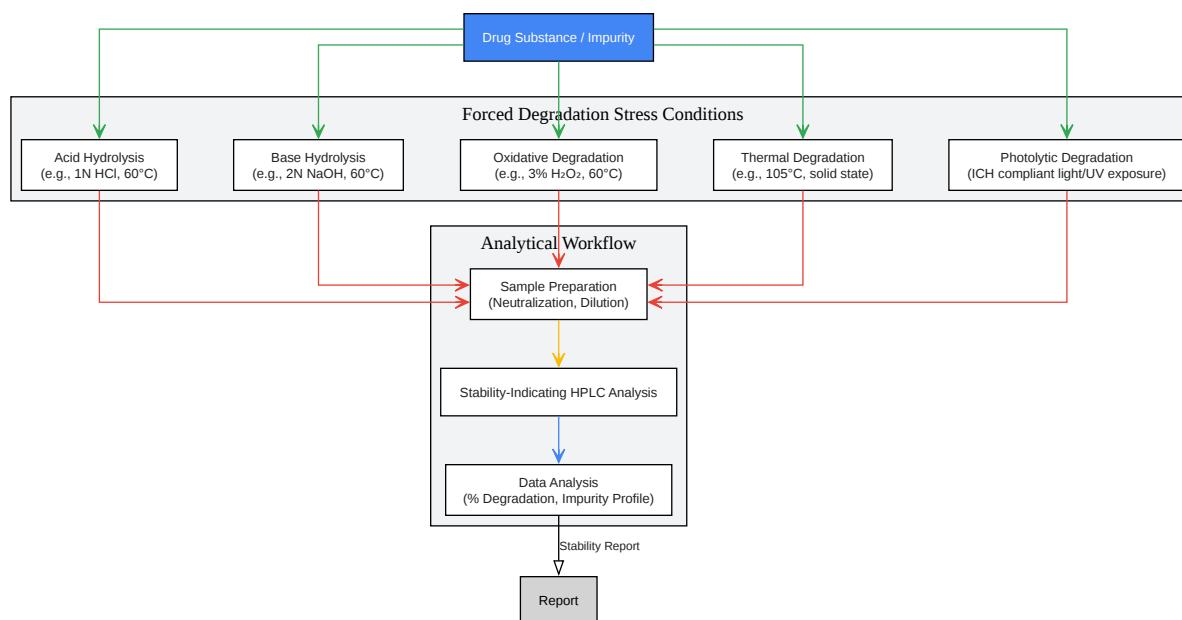 Drug Substance / Impurity
Forced Degradation Stress Conditions
Acid Hydrolysis
(e.g., 1N HCl, 60°C)
Base Hydrolysis
(e.g., 2N NaOH, 60°C)
Oxidative Degradation
(e.g., 3% H₂O₂, 60°C)
Thermal Degradation
(e.g., 105°C, solid state)
Photolytic Degradation
(ICH compliant light/UV exposure)
Analytical Workflow
Sample Preparation
(Neutralization, Dilution)
Stability-Indicating HPLC Analysis
Data Analysis
(% Degradation, Impurity Profile)
Stability Report
Report